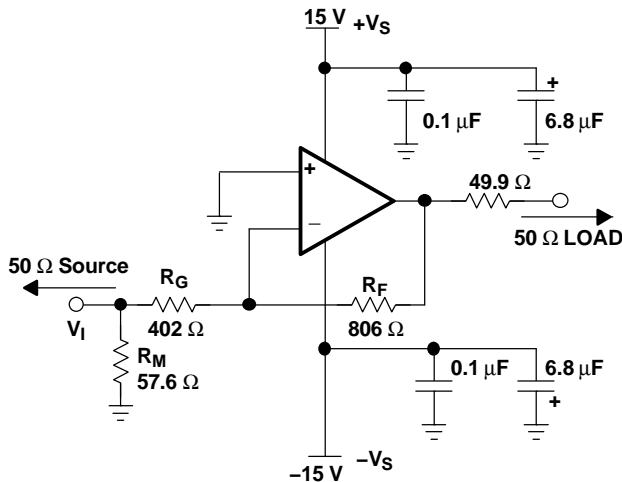 15 V +VS
+
0.1 µF
6.8 µF
+
49.9 Ω
−
50 Ω LOAD
50 Ω Source
RG
RF
VI
402 Ω
806 Ω
RM
57.6 Ω
0.1 µF
6.8 µF
+
−15 V
−VS